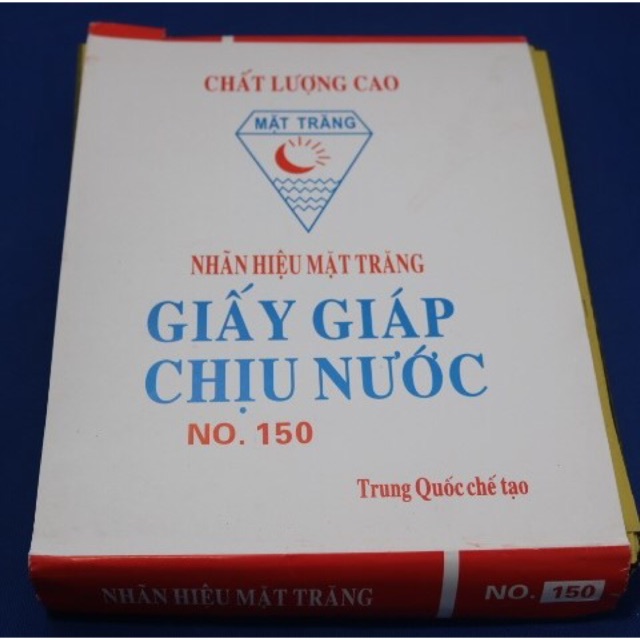 CHẤT LƯỢNG CAO
MẶT TRĂNG
NHÃN HIỆU MẶT TRĂNG
GIẤY GIÁP
CHỊU NƯỚC
NO. 150
Trung Quốc chế tạo
NHÃN HIỆU MẶT TRĂNG
NO. 150